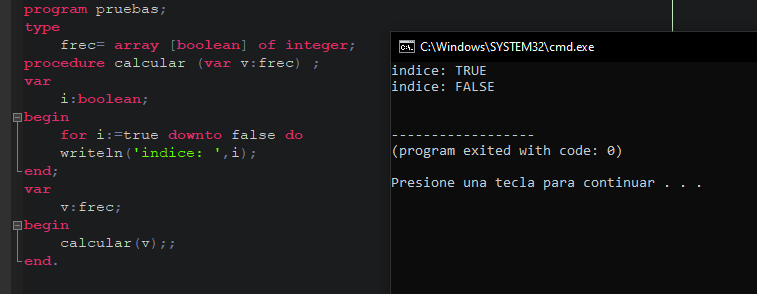 program pruebas;
type
frec= array [boolean] of integer;
procedure calcular (var v:frec) ;
var
i:boolean;
begin
for i:=true downto false do
writeln('indice: ',i);
end;
var
v:frec;
begin
calcular(v);;
end.
C:\Windows\SYSTEM32\cmd.exe
indice: TRUE
indice: FALSE
------------------
(program exited with code: 0)
Presione una tecla para continuar . . .